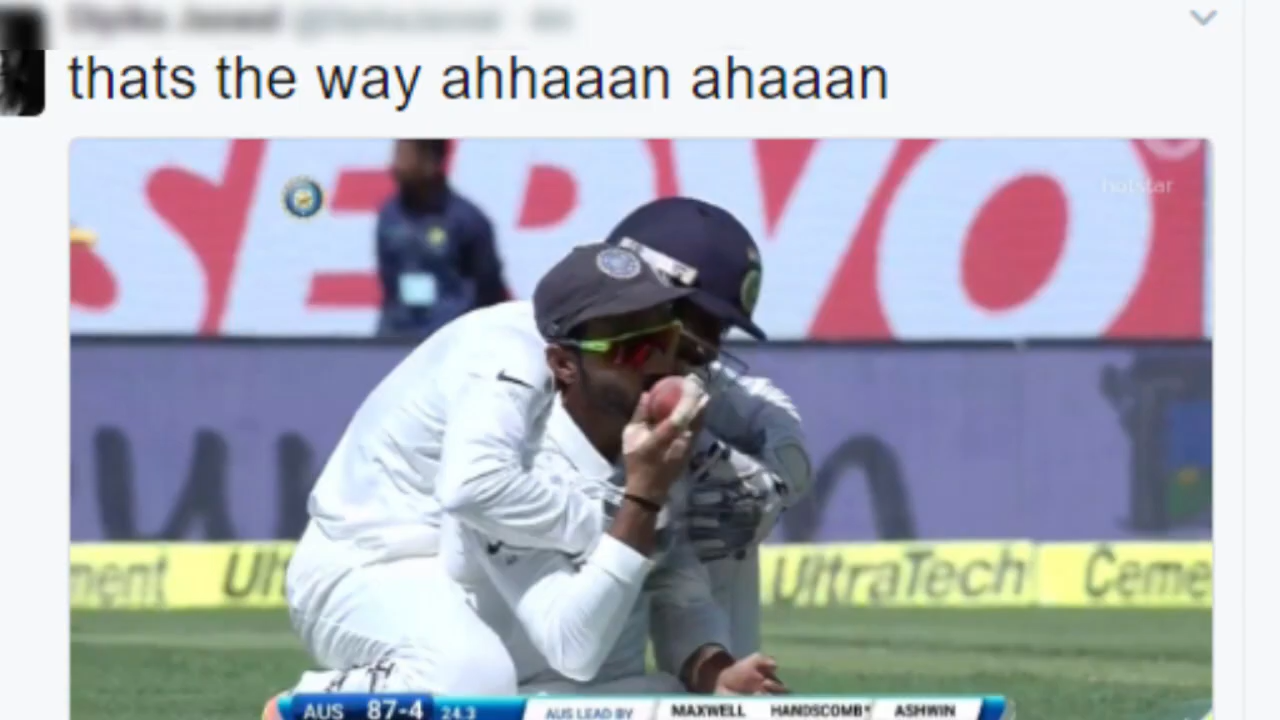 thats the way ahhaaan ahaaan
hotstar
SERVO
ment
UltraTech
Ceme
AUS 87-4 24.3 AUS LEAD BY MAXWELL HANDSCOMB* ASHWIN